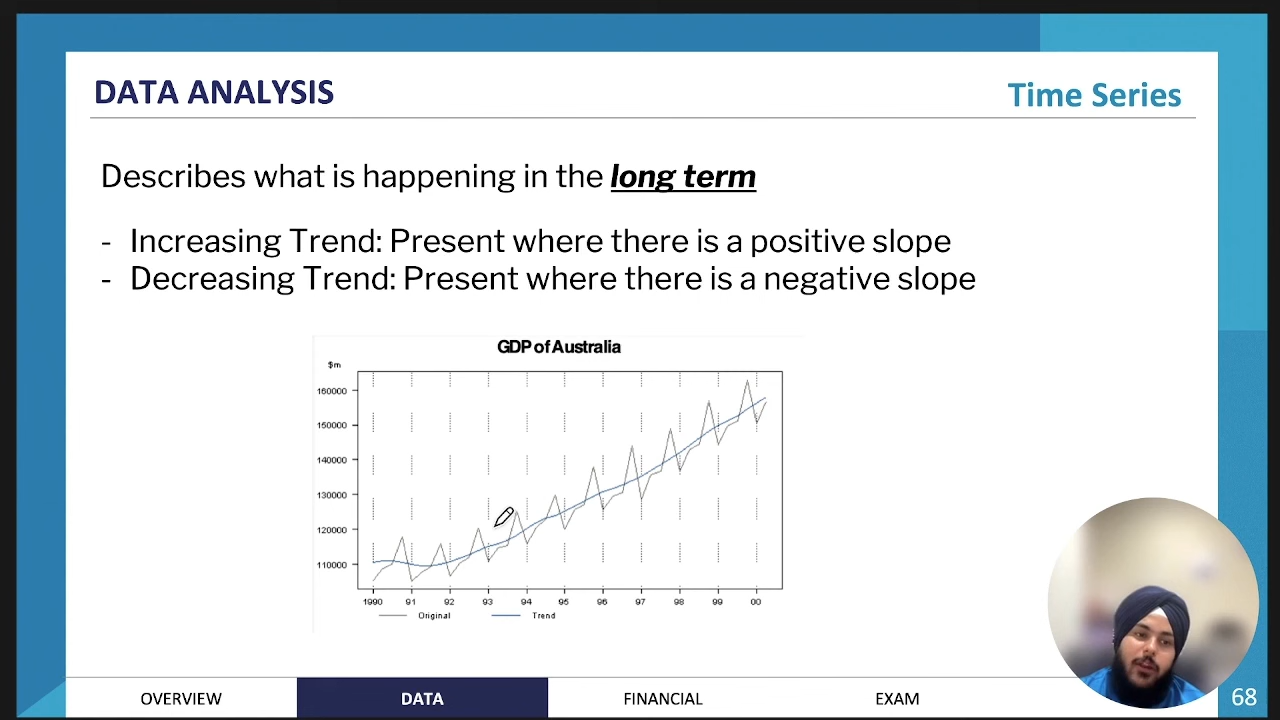 DATA ANALYSIS
Time Series
Describes what is happening in the long term
- Increasing Trend: Present where there is a positive slope
- Decreasing Trend: Present where there is a negative slope
GDP of Australia
$m
160000
150000
140000
130000
120000
110000
1990 91 92 93 94 95 96 97 98 99 00
Original Trend
OVERVIEW DATA FINANCIAL EXAM
68